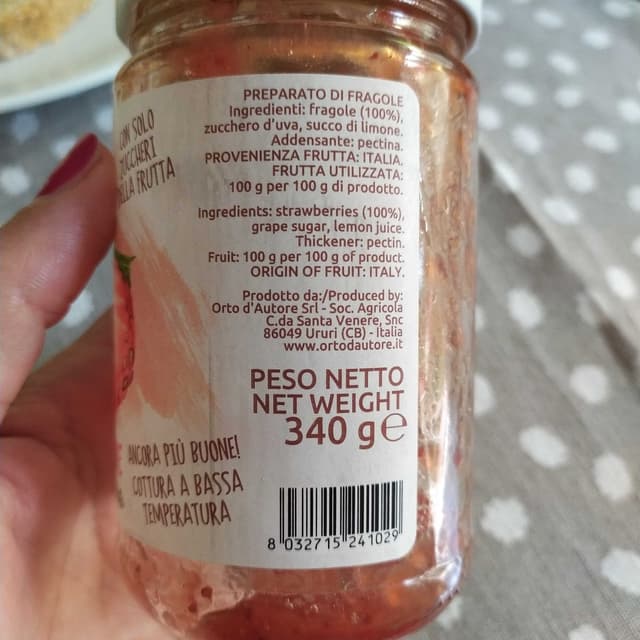 CON SOLO
ZUCCHERI
DELLA FRUTTA
PREPARATO DI FRAGOLE
Ingredienti: fragole (100%),
zucchero d'uva, succo di limone.
Addensante: pectina.
PROVENIENZA FRUTTA: ITALIA.
FRUTTA UTILIZZATA:
100 g per 100 g di prodotto.
Ingredients: strawberries (100%),
grape sugar, lemon juice.
Thickener: pectin.
Fruit: 100 g per 100 g of product.
ORIGIN OF FRUIT: ITALY.
Prodotto da:/Produced by:
Orto d'Autore Srl - Soc. Agricola
C.da Santa Venere, Snc
86049 Ururi (CB) - Italia
www.ortodautore.it
PESO NETTO
NET WEIGHT
340 g e
ANCORA PIÙ BUONE!
COTTURA A BASSA
TEMPERATURA
8 032715 241029